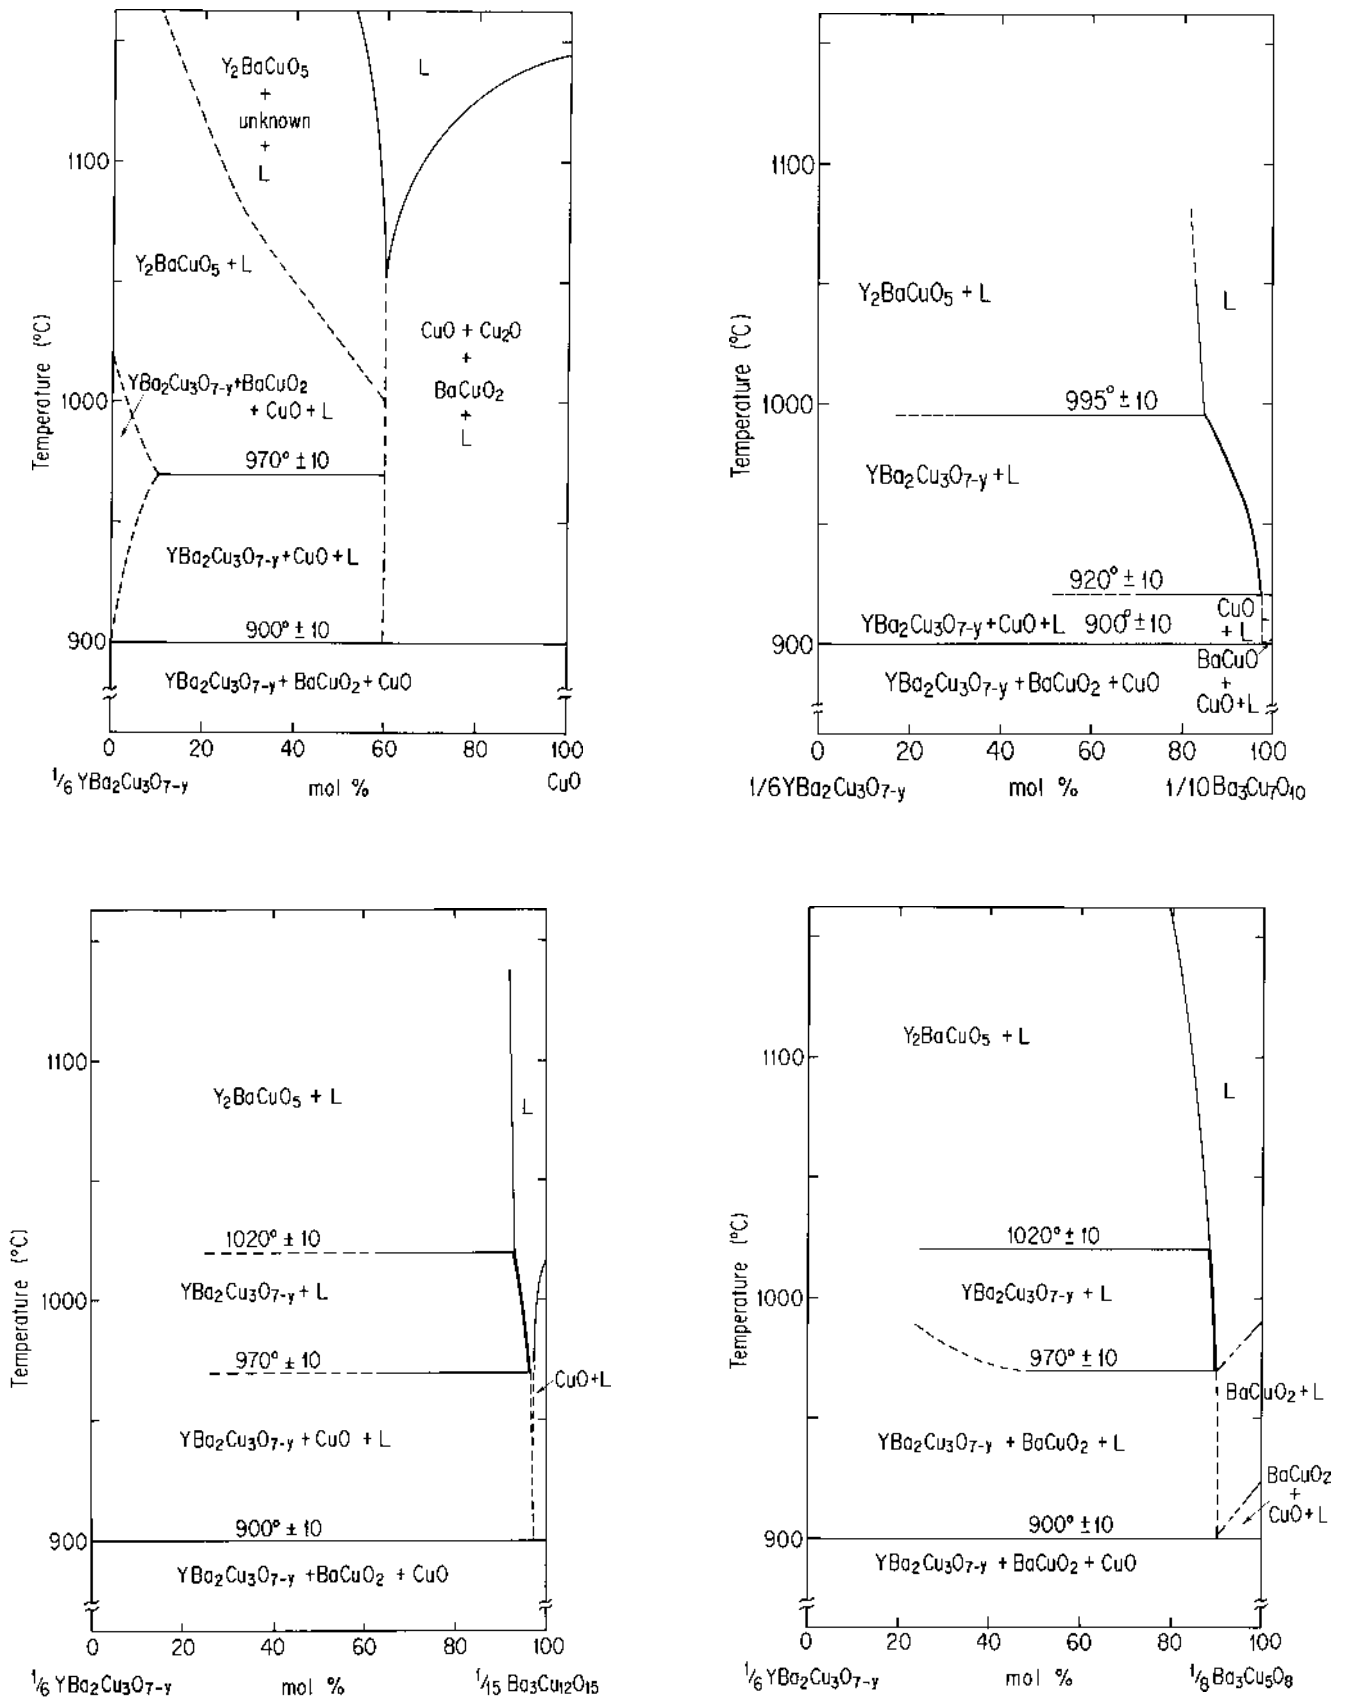 Y₂BaCuO₅
+
unknown
+
L
L
1100
Y₂BaCuO₅ + L
CuO + Cu₂O
+
BaCuO₂
+
L
Temperature (°C)
YBa₂Cu₃O₇₋y+BaCuO₂
+ CuO + L
1000
970° ± 10
YBa₂Cu₃O₇₋y+CuO + L
900° ± 10
900
YBa₂Cu₃O₇₋y + BaCuO₂ + CuO
0 20 40 60 80 100
1/6 YBa₂Cu₃O₇₋y mol % CuO
1100
Y₂BaCuO₅ + L
L
Temperature (°C)
995° ± 10
1000
YBa₂Cu₃O₇₋y + L
920° ± 10
CuO
+ L
YBa₂Cu₃O₇₋y + CuO + L 900° ± 10
900
BaCuO
+
CuO+L
YBa₂Cu₃O₇₋y + BaCuO₂ + CuO
0 20 40 60 80 100
1/6YBa₂Cu₃O₇₋y mol % 1/10Ba₃Cu₇O₁₀
1100
Y₂BaCuO₅ + L
L
Temperature (°C)
1020° ± 10
YBa₂Cu₃O₇₋y + L
1000
970° ± 10
CuO+L
YBa₂Cu₃O₇₋y + CuO + L
900° ± 10
900
YBa₂Cu₃O₇₋y +BaCuO₂ + CuO
0 20 40 60 80 100
1/6 YBa₂Cu₃O₇₋y mol % 1/15 Ba₃Cu₁₂O₁₅
Y₂BaCuO₅ + L
1100
L
Temperature (°C)
1020° ± 10
YBa₂Cu₃O₇₋y + L
1000
970° ± 10
BaCuO₂ + L
YBa₂Cu₃O₇₋y + BaCuO₂ + L
BaCuO₂
+
CuO+L
900° ± 10
900
YBa₂Cu₃O₇₋y + BaCuO₂ + CuO
0 20 40 60 80 100
1/6 YBa₂Cu₃O₇₋y mol % 1/8 Ba₃Cu₅O₈